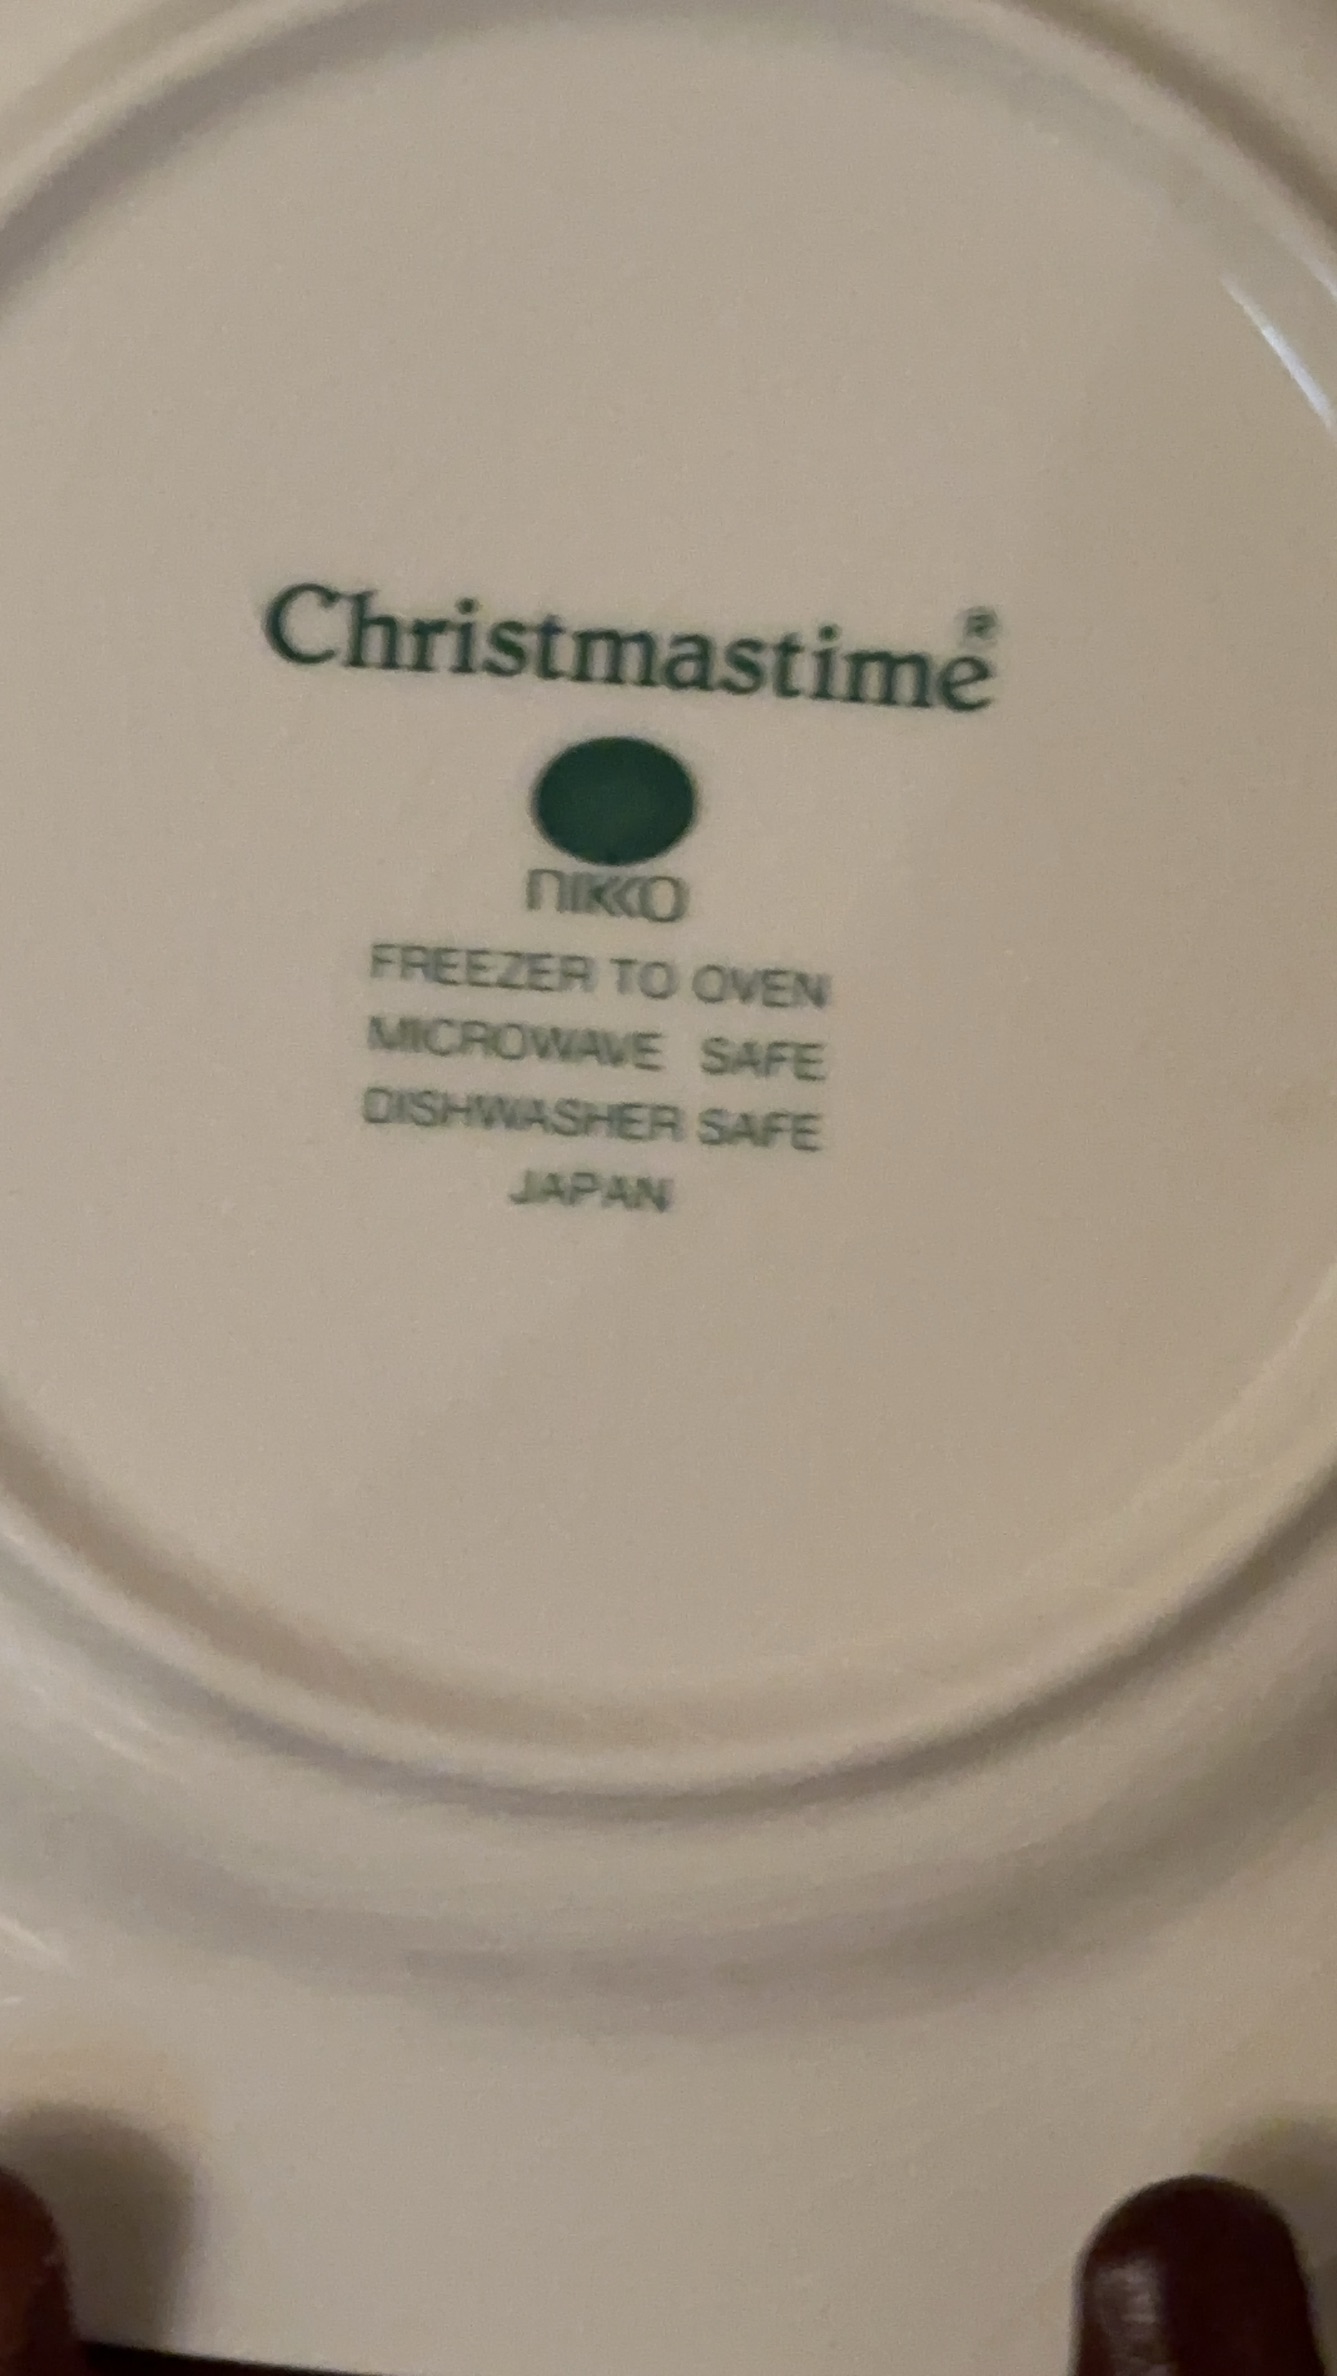 Christmastime®
NIKKO
FREEZER TO OVEN
MICROWAVE SAFE
DISHWASHER SAFE
JAPAN